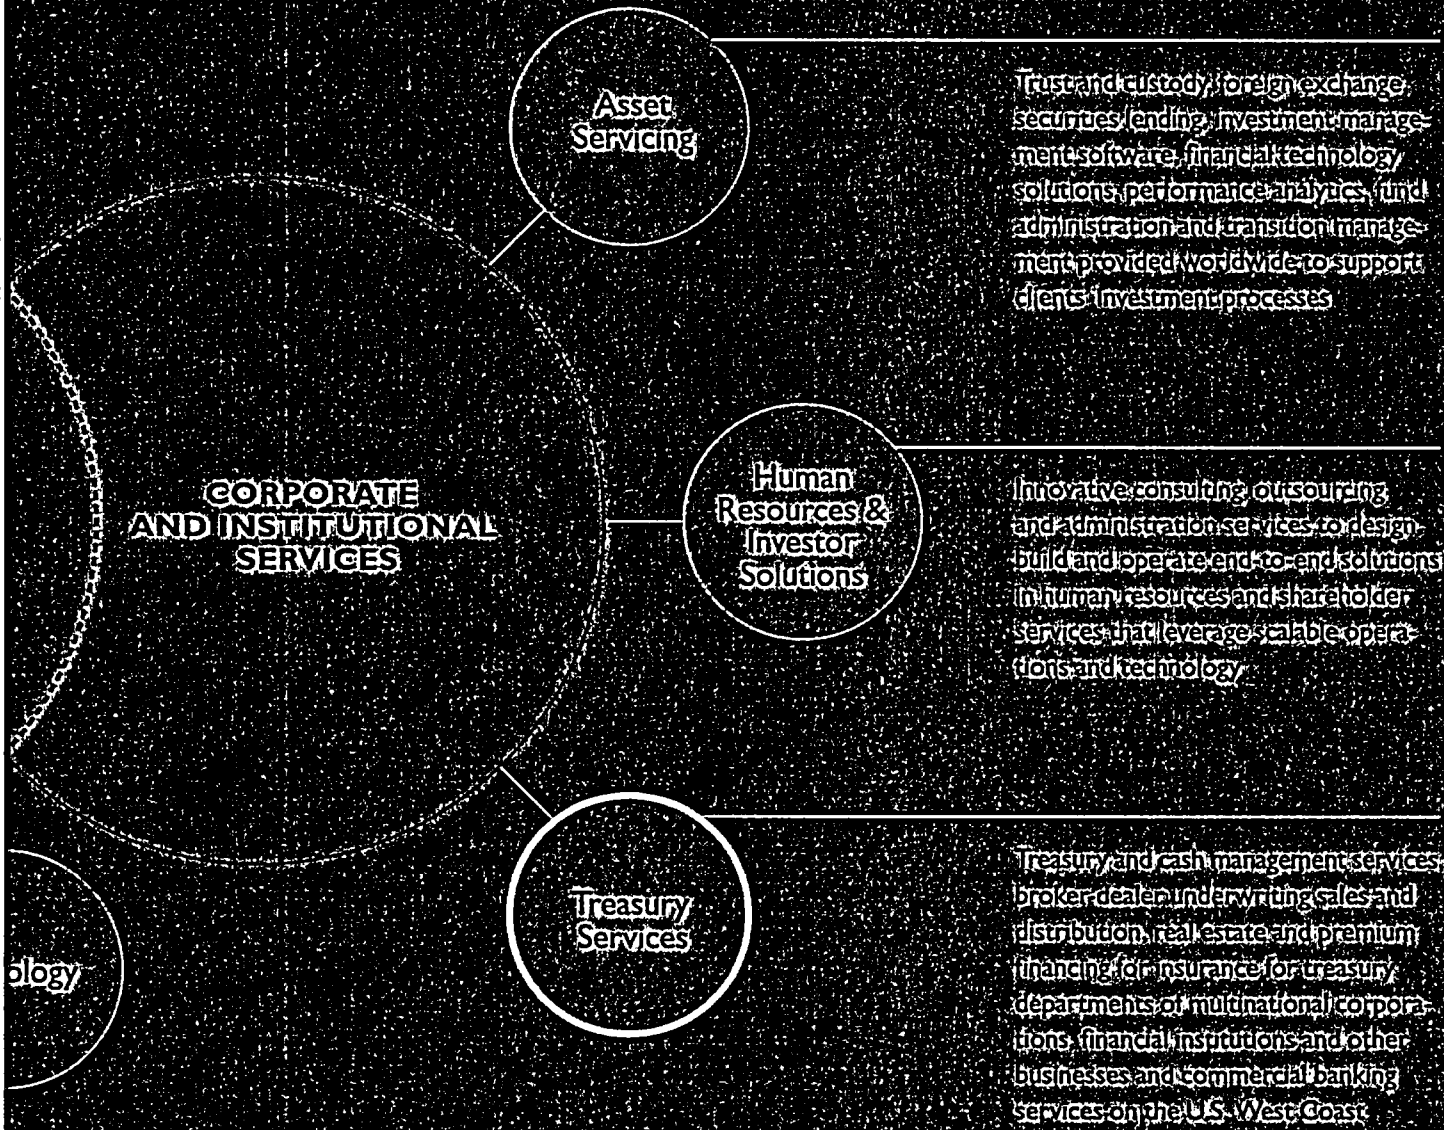 Asset
Servicing
Trust and custody, foreign exchange,
securities lending, investment manage-
ment software, financial technology
solutions, performance analytics, fund
administration and transition manage-
ment provided worldwide to support
clients' investment processes
CORPORATE
AND INSTITUTIONAL
SERVICES
Human
Resources &
Investor
Solutions
Innovative consulting, outsourcing
and administration services to design,
build and operate end-to-end solutions
in human resources and shareholder
services that leverage scalable opera-
tions and technology
Treasury
Services
Treasury and cash management services,
broker-dealer underwriting sales and
distribution, real estate and premium
financing for insurance for treasury
departments of multinational corpora-
tions, financial institutions and other
businesses and commercial banking
services on the U.S. West Coast
ology